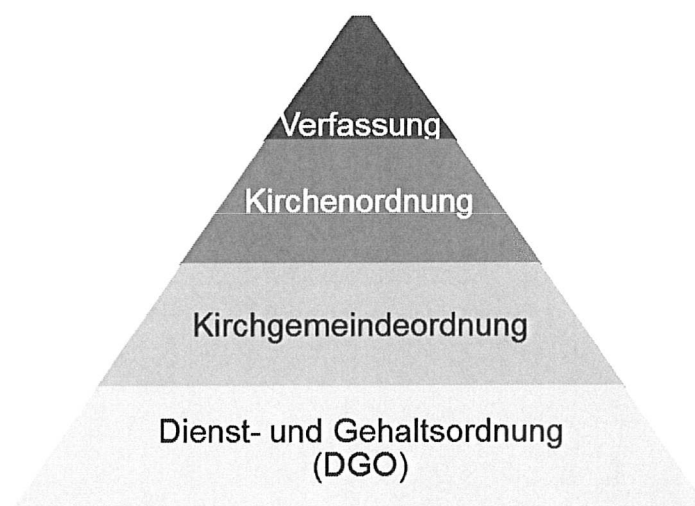 Verfassung
Kirchenordnung
Kirchgemeindeordnung
Dienst- und Gehaltsordnung
(DGO)